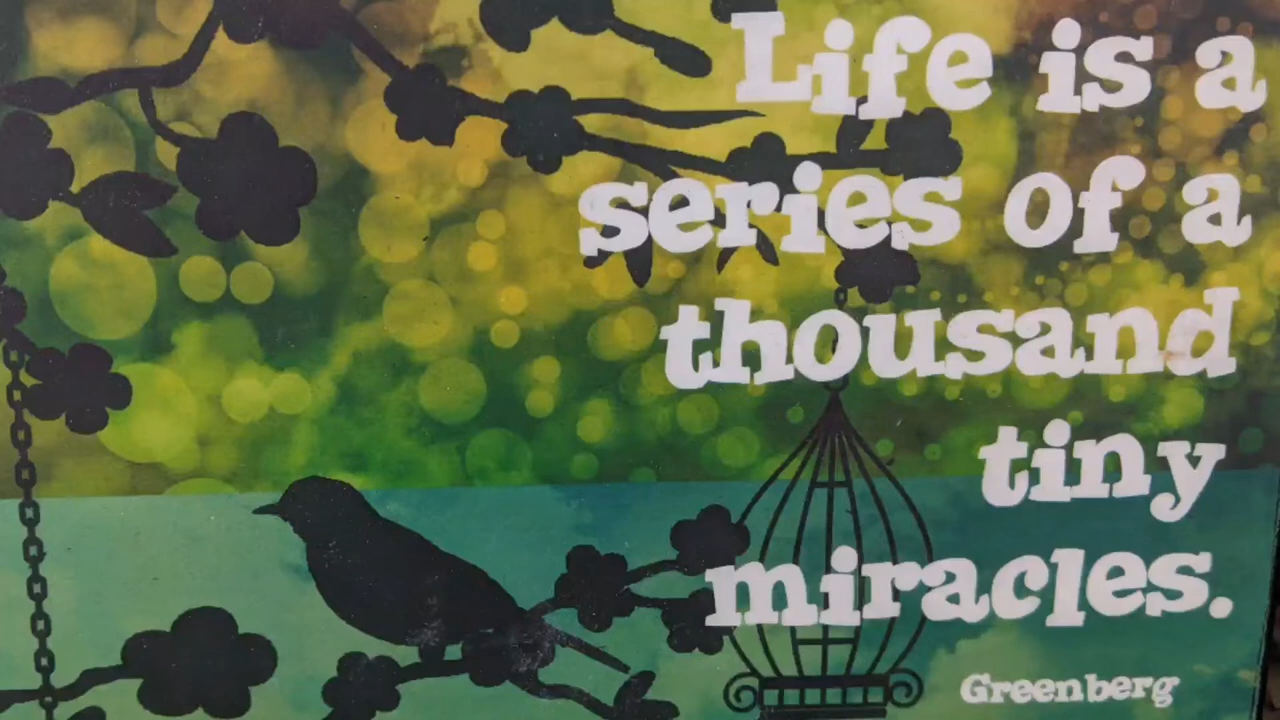 Life is a
series of a
thousand
tiny
miracles.
Greenberg